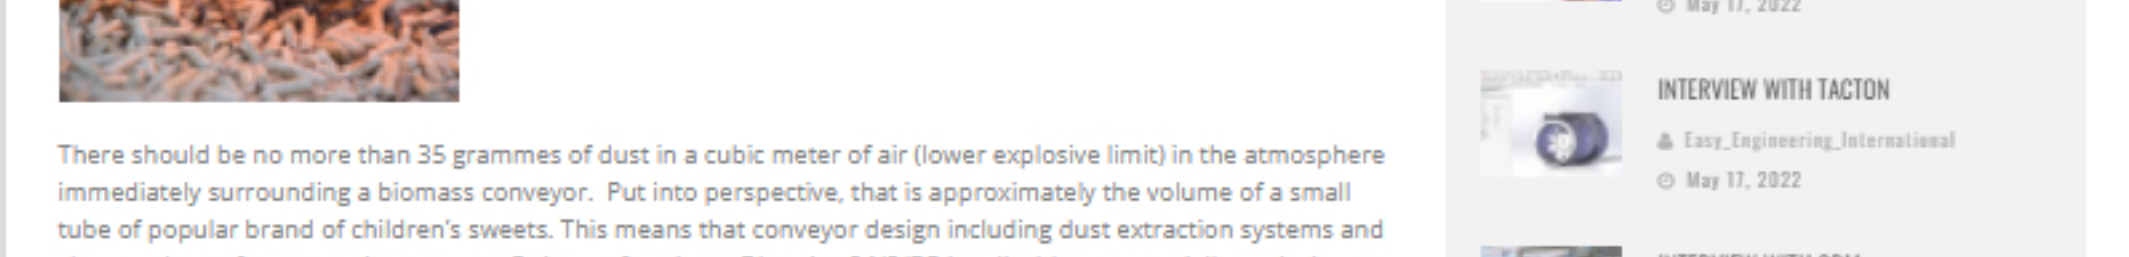 May 17, 2022
INTERVIEW WITH TACTON
Easy_Engineering_International
May 17, 2022
There should be no more than 35 grammes of dust in a cubic meter of air (lower explosive limit) in the atmosphere
immediately surrounding a biomass conveyor.  Put into perspective, that is approximately the volume of a small
tube of popular brand of children's sweets. This means that conveyor design including dust extraction systems and
INTERVIEW WITH